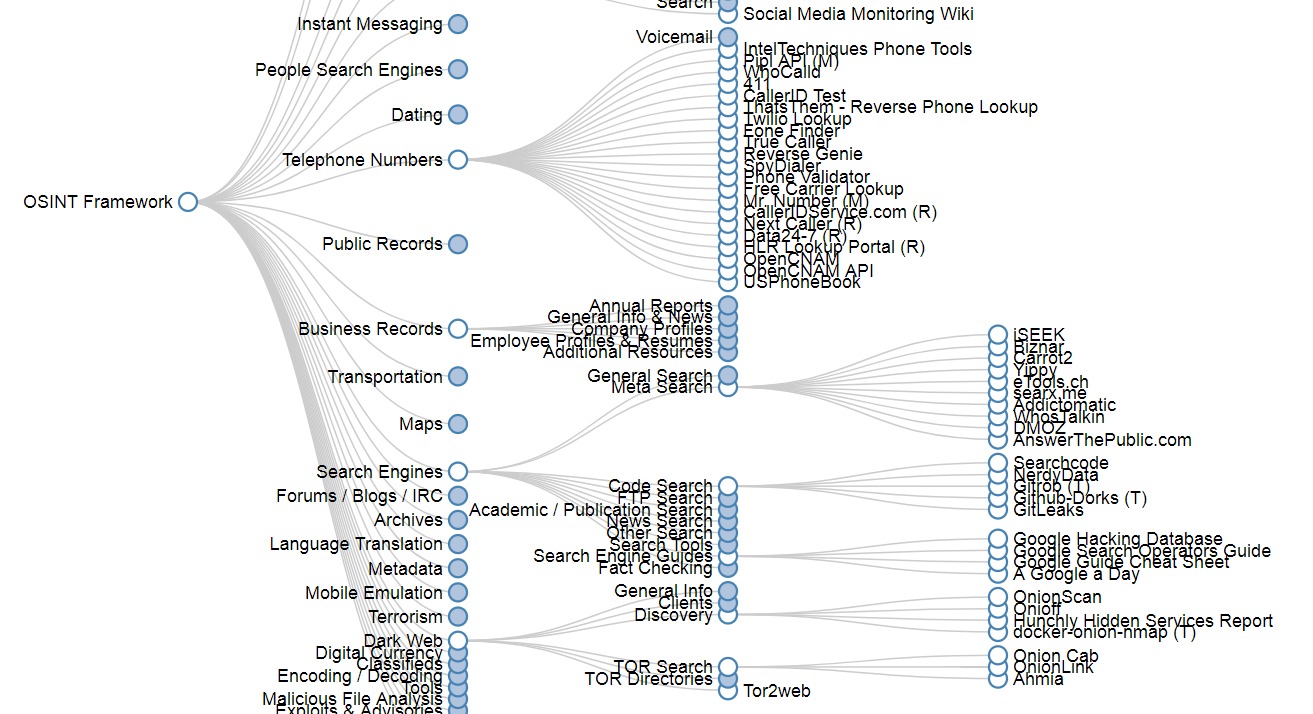 OSINT Framework
Instant Messaging
People Search Engines
Dating
Telephone Numbers
Public Records
Business Records
Transportation
Maps
Search Engines
Forums / Blogs / IRC
Archives
Language Translation
Metadata
Mobile Emulation
Terrorism
Dark Web
Digital Currency
Classifieds
Encoding / Decoding
Tools
Malicious File Analysis
Exploits & Advisories
Search
Social Media Monitoring Wiki
Voicemail
IntelTechniques Phone Tools
Pipl API (M)
WhoCalld
411
CallerID Test
ThatsThem - Reverse Phone Lookup
Twilio Lookup
Fone Finder
True Caller
Reverse Genie
SpyDialer
Phone Validator
Free Carrier Lookup
Mr. Number (M)
CallerIDService.com (R)
Next Caller (R)
Data24-7 (R)
HLR Lookup Portal (R)
OpenCNAM
OpenCNAM API
USPhoneBook
Annual Reports
General Info & News
Company Profiles
Employee Profiles & Resumes
Additional Resources
General Search
Meta Search
Code Search
FTP Search
Academic / Publication Search
News Search
Other Search
Search Tools
Search Engine Guides
Fact Checking
General Info
Clients
Discovery
TOR Search
TOR Directories
Tor2web
iSEEK
Biznar
Carrot2
Yippy
eTools.ch
searx.me
Addictomatic
WhosTalkin
DMOZ
AnswerThePublic.com
Searchcode
NerdyData
Gitrob (T)
Github-Dorks (T)
GitLeaks
Google Hacking Database
Google Search Operators Guide
Google Guide Cheat Sheet
A Google a Day
OnionScan
Onioff
Hunchly Hidden Services Report
docker-onion-nmap (T)
Onion Cab
OnionLink
Ahmia